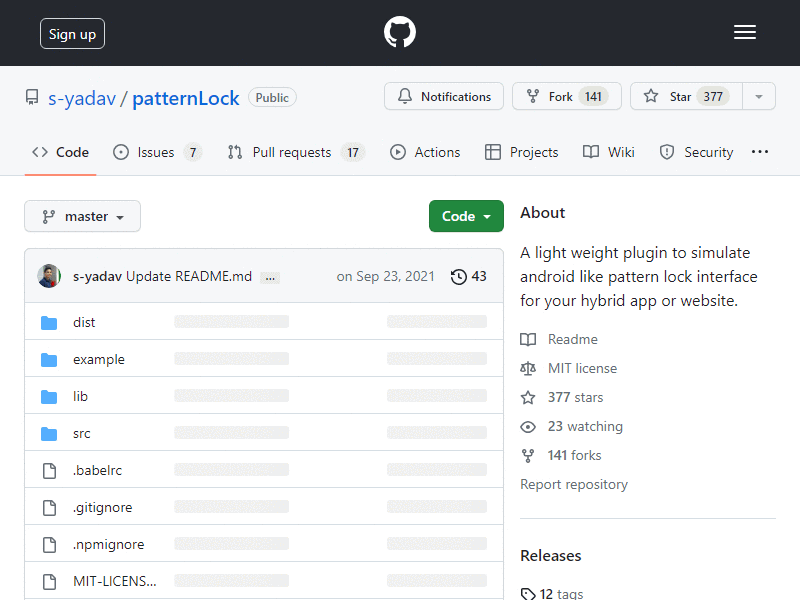 Sign up
s-yadav / patternLock Public
Notifications
Fork 141
Star 377
Code
Issues 7
Pull requests 17
Actions
Projects
Wiki
Security
master
Code
s-yadav Update README.md ...
on Sep 23, 2021
43
dist
example
lib
src
.babelrc
.gitignore
.npmignore
MIT-LICENS...
About
A light weight plugin to simulate
android like pattern lock interface
for your hybrid app or website.
Readme
MIT license
377 stars
23 watching
141 forks
Report repository
Releases
12 tags